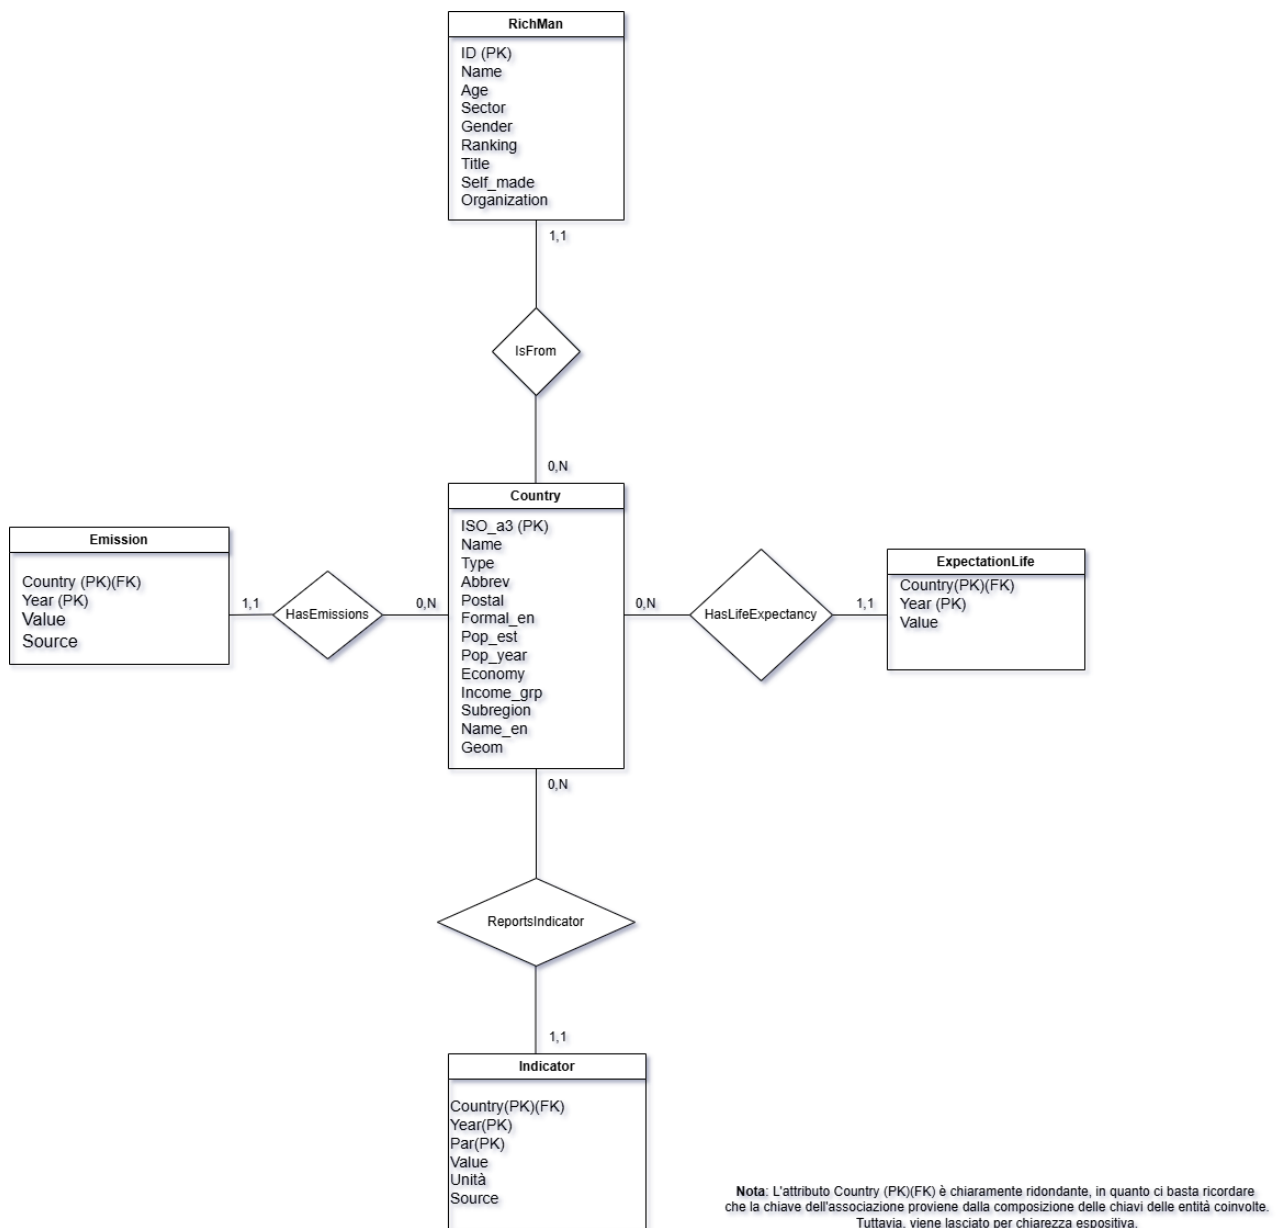 RichMan
ID (PK)
Name
Age
Sector
Gender
Ranking
Title
Self_made
Organization
1,1
IsFrom
0,N
Country
ISO_a3 (PK)
Name
Type
Abbrev
Postal
Formal_en
Pop_est
Pop_year
Economy
Income_grp
Subregion
Name_en
Geom
Emission
Country (PK)(FK)
Year (PK)
Value
Source
1,1
HasEmissions
0,N
0,N
HasLifeExpectancy
1,1
ExpectationLife
Country(PK)(FK)
Year (PK)
Value
0,N
ReportsIndicator
1,1
Indicator
Country(PK)(FK)
Year(PK)
Par(PK)
Value
Unità
Source
Nota: L'attributo Country (PK)(FK) è chiaramente ridondante, in quanto ci basta ricordare
che la chiave dell'associazione proviene dalla composizione delle chiavi delle entità coinvolte.
Tuttavia, viene lasciato per chiarezza espositiva.